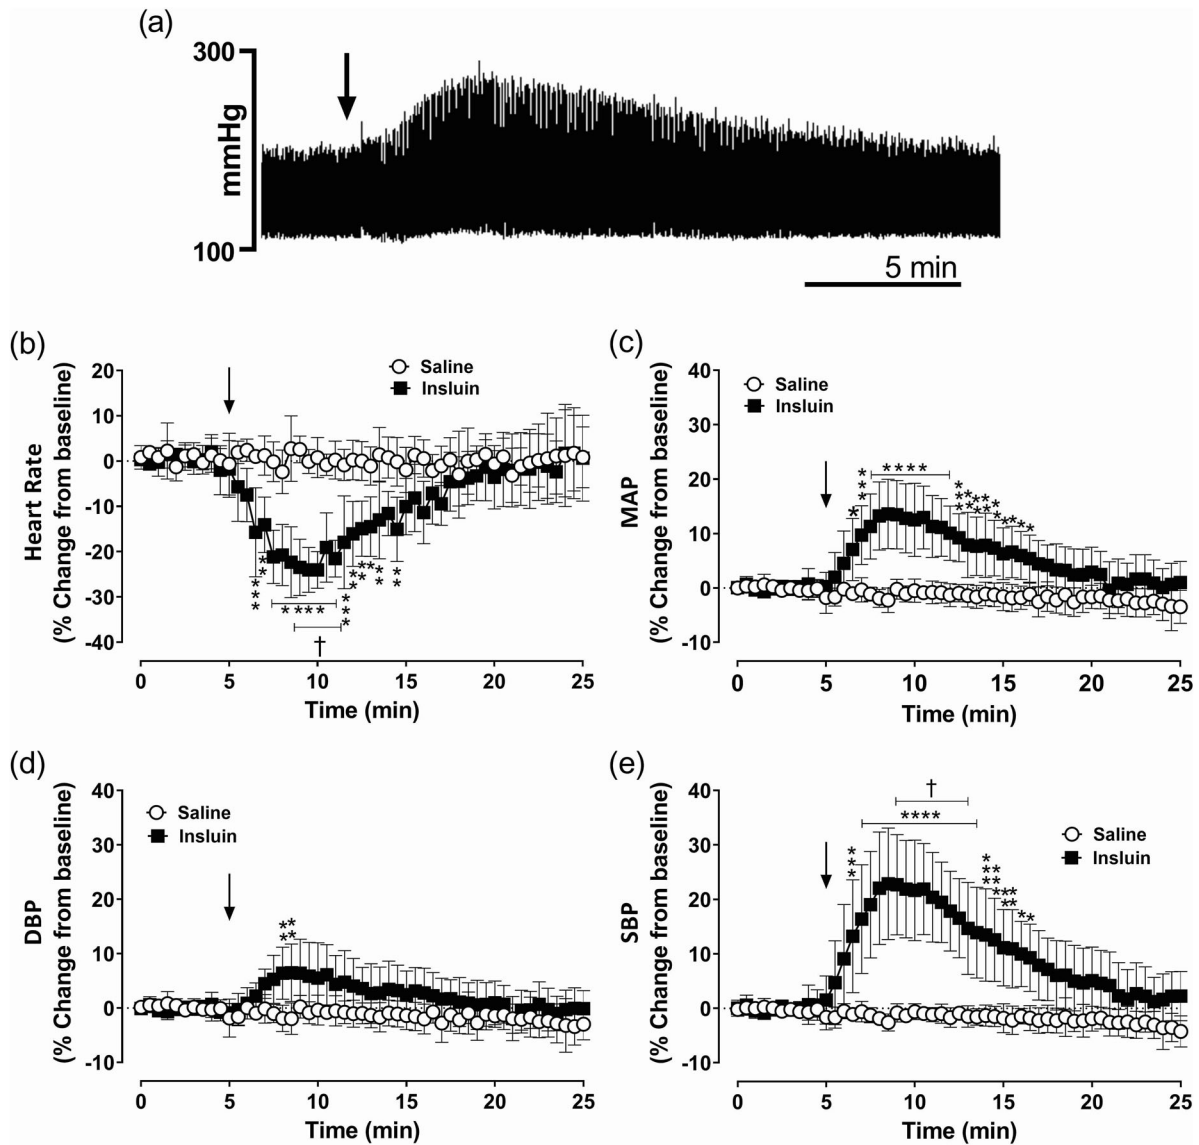 (a)
300
mmHg
100
5 min
(b)
Heart Rate
(% Change from baseline)
20
10
0
-10
-20
-30
-40
Saline
Insluin
***
**
****
†
****
**
**
*
**
**
0 5 10 15 20 25
Time (min)
(c)
MAP
(% Change from baseline)
40
30
20
10
0
-10
Saline
Insluin
*
***
****
0 5 10 15 20 25
Time (min)
(d)
DBP
(% Change from baseline)
40
30
20
10
0
-10
Saline
Insluin
**
**
0 5 10 15 20 25
Time (min)
(e)
SBP
(% Change from baseline)
40
30
20
10
0
-10
†
****
***
Saline
Insluin
0 5 10 15 20 25
Time (min)